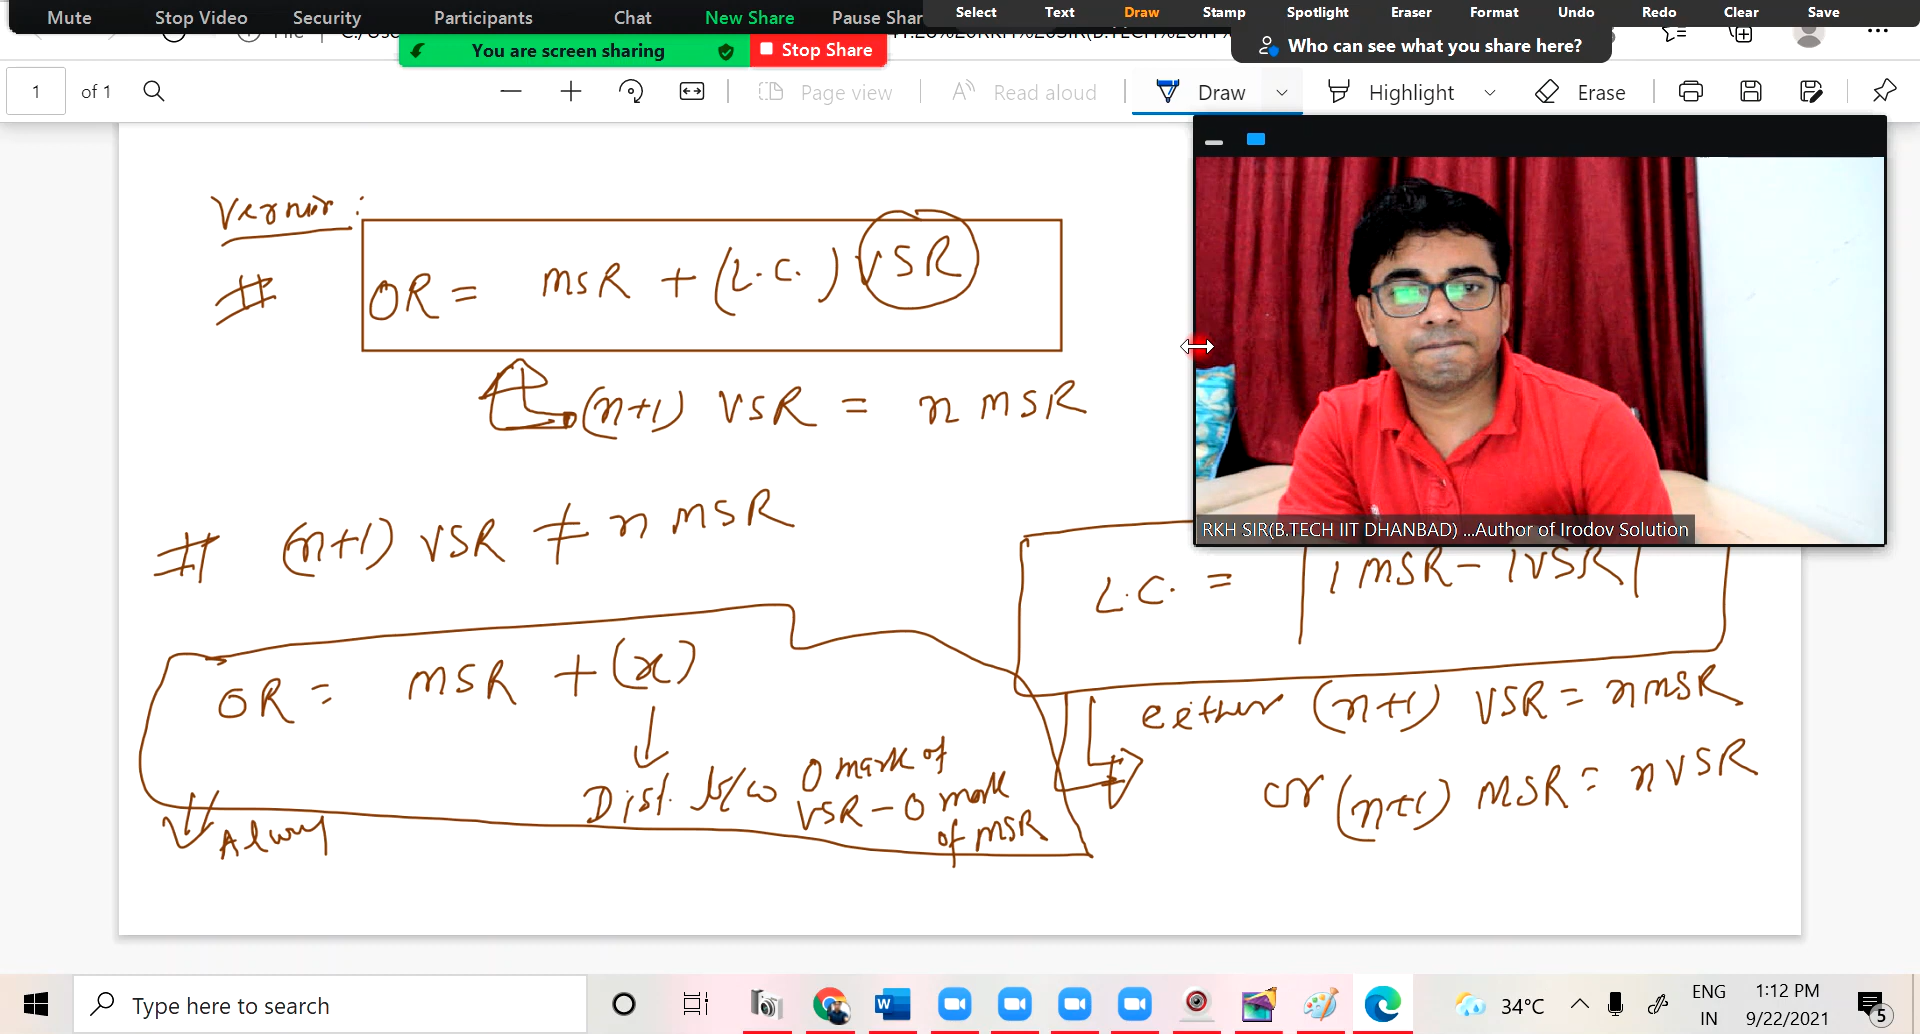 Mute Stop Video Security Participants Chat New Share Pause Shar Select Text Draw Stamp Spotlight Eraser Format Undo Redo Clear Save
You are screen sharing Stop Share Who can see what you share here?
1 of 1 Page view Read aloud Draw Highlight Erase
Vernier :
# OR = MSR + (L.C.) VSR
(n+1) VSR = n MSR
# (n+1) VSR ≠ n MSR
RKH SIR(B.TECH IIT DHANBAD) ...Author of Irodov Solution
L.C. = |1 MSR - 1VSR|
OR = MSR + (x)
either (n+1) VSR = n MSR
or (n+1) MSR = n VSR
Dist. b/w 0 mark of
VSR - 0 mark
of MSR
Always
Type here to search 34°C ENG 1:12 PM
IN 9/22/2021 5